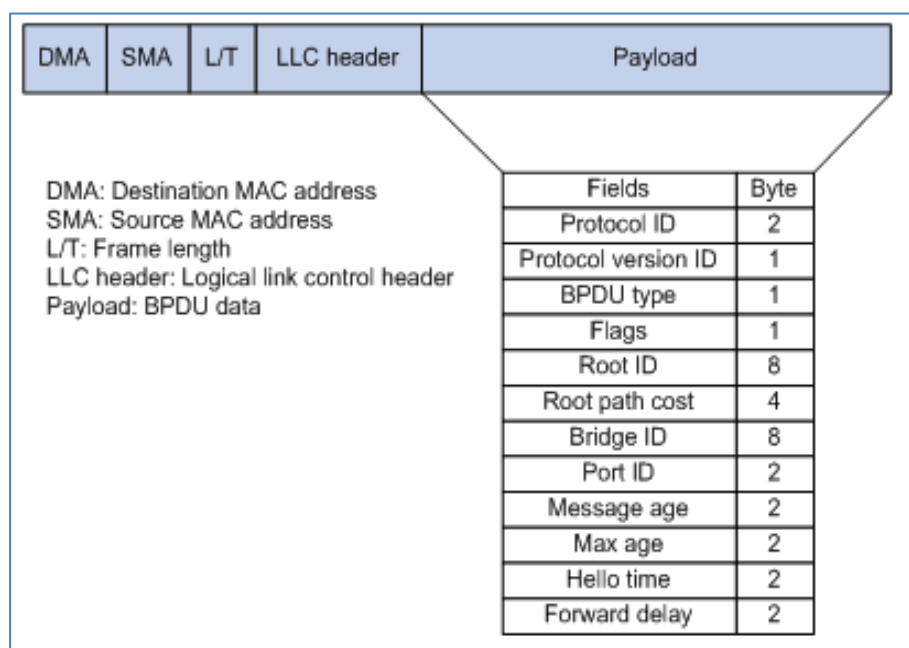 DMA SMA L/T LLC header Payload
DMA: Destination MAC address
SMA: Source MAC address
L/T: Frame length
LLC header: Logical link control header
Payload: BPDU data
Fields Byte
Protocol ID 2
Protocol version ID 1
BPDU type 1
Flags 1
Root ID 8
Root path cost 4
Bridge ID 8
Port ID 2
Message age 2
Max age 2
Hello time 2
Forward delay 2